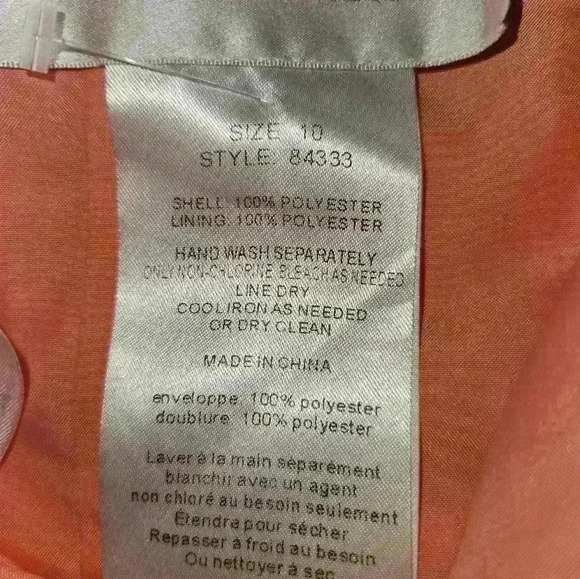 SIZE 10
STYLE: 84333
SHELL: 100% POLYESTER
LINING: 100% POLYESTER
HAND WASH SEPARATELY
ONLY NON-CHLORINE BLEACH AS NEEDED
LINE DRY
COOL IRON AS NEEDED
OR DRY CLEAN
MADE IN CHINA
enveloppe: 100% polyester
doublure: 100% polyester
Laver à la main séparément
blanchir avec un agent
non chloré au besoin seulement
Étendre pour sécher
Repasser à froid au besoin
Ou nettoyer à sec